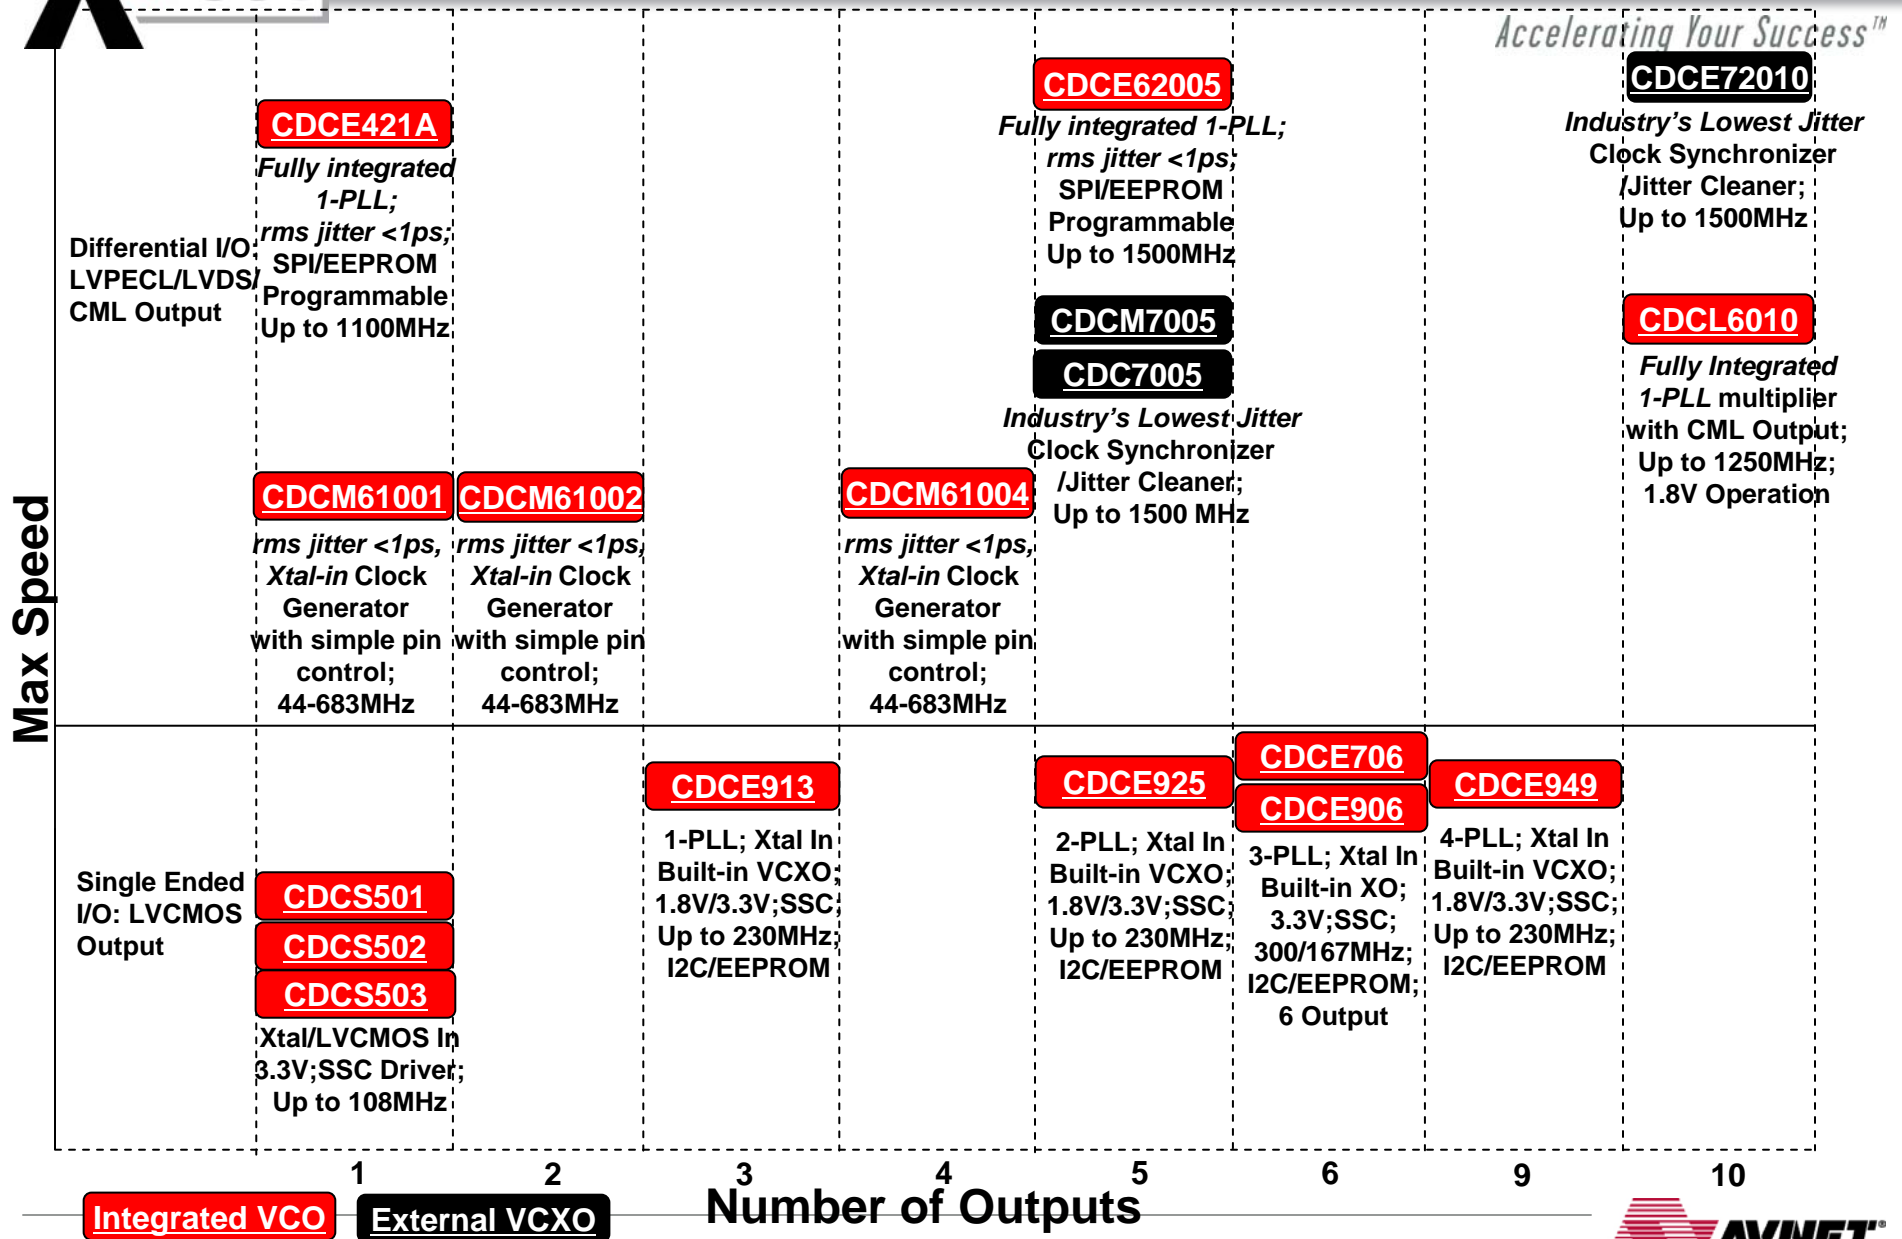 Accelerating Your Success™
CDCE421A
Fully integrated
1-PLL;
rms jitter <1ps;
SPI/EEPROM
Programmable
Up to 1100MHz
CDCE62005
Fully integrated 1-PLL;
rms jitter <1ps;
SPI/EEPROM
Programmable
Up to 1500MHz
CDCE72010
Industry's Lowest Jitter
Clock Synchronizer
/Jitter Cleaner;
Up to 1500MHz
Differential I/O:
LVPECL/LVDS/
CML Output
CDCM7005
CDC7005
Industry's Lowest Jitter
Clock Synchronizer
/Jitter Cleaner;
Up to 1500 MHz
CDCL6010
Fully Integrated
1-PLL multiplier
with CML Output;
Up to 1250MHz;
1.8V Operation
CDCM61001
rms jitter <1ps,
Xtal-in Clock
Generator
with simple pin
control;
44-683MHz
CDCM61002
rms jitter <1ps,
Xtal-in Clock
Generator
with simple pin
control;
44-683MHz
CDCM61004
rms jitter <1ps,
Xtal-in Clock
Generator
with simple pin
control;
44-683MHz
Max Speed
Single Ended
I/O: LVCMOS
Output
CDCS501
CDCS502
CDCS503
Xtal/LVCMOS In
3.3V;SSC Driver;
Up to 108MHz
CDCE913
1-PLL; Xtal In
Built-in VCXO;
1.8V/3.3V;SSC;
Up to 230MHz;
I2C/EEPROM
CDCE925
2-PLL; Xtal In
Built-in VCXO;
1.8V/3.3V;SSC;
Up to 230MHz;
I2C/EEPROM
CDCE706
CDCE906
3-PLL; Xtal In
Built-in XO;
3.3V;SSC;
300/167MHz;
I2C/EEPROM;
6 Output
CDCE949
4-PLL; Xtal In
Built-in VCXO;
1.8V/3.3V;SSC;
Up to 230MHz;
I2C/EEPROM
1 2 3 4 5 6 9 10
Number of Outputs
Integrated VCO
External VCXO
AVNET®